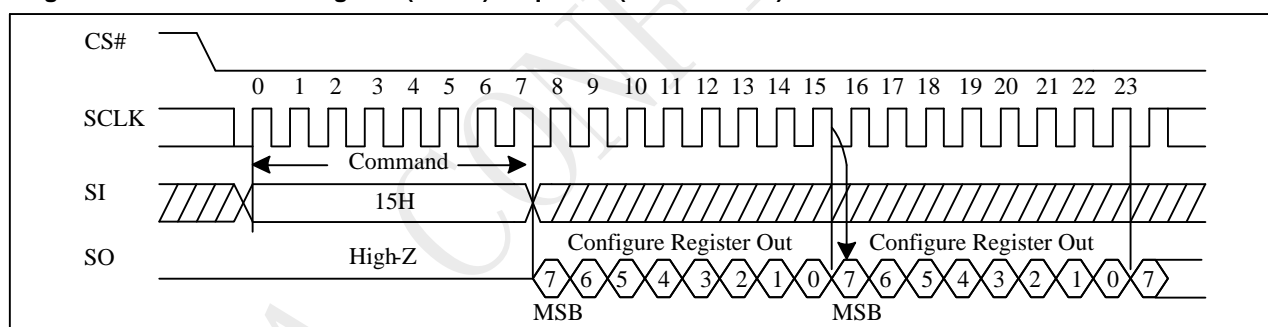 CS#
0 1 2 3 4 5 6 7 8 9 10 11 12 13 14 15 16 17 18 19 20 21 22 23
SCLK
Command
SI
15H
Configure Register Out Configure Register Out
SO
High-Z
7 6 5 4 3 2 1 0 7 6 5 4 3 2 1 0 7
MSB MSB